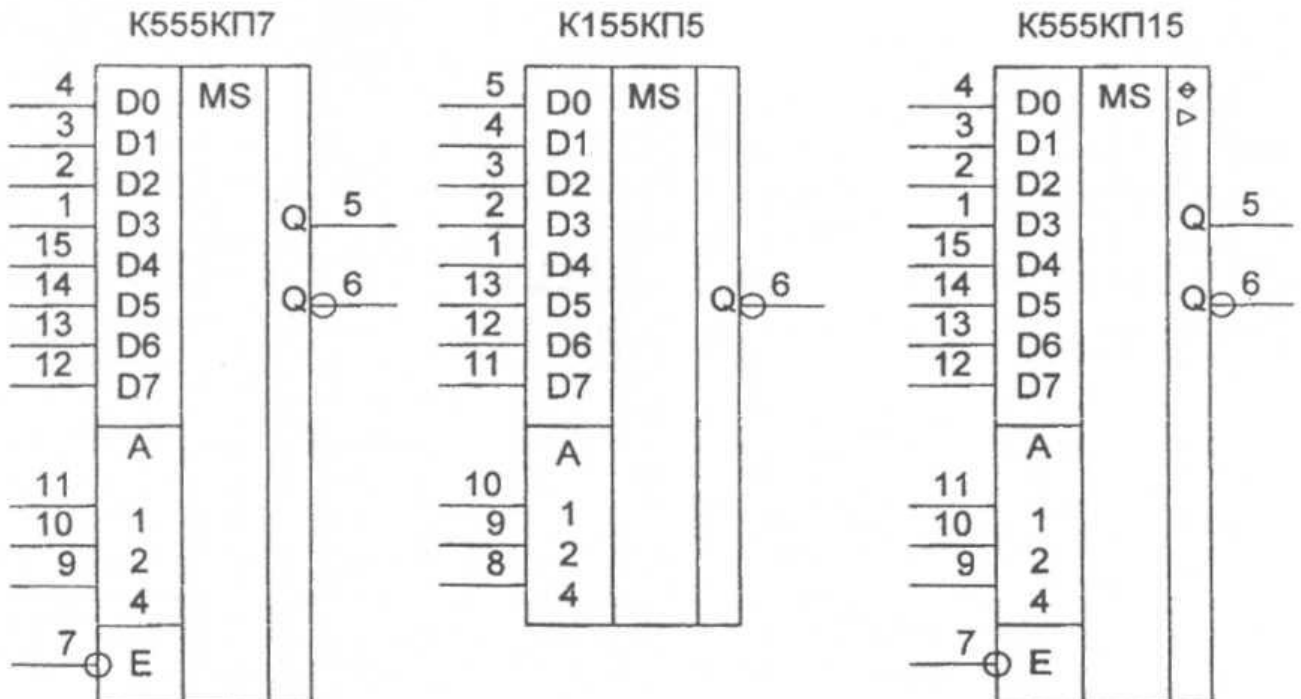 К555КП7
4 D0 MS
3 D1
2 D2
1 D3 Q 5
15 D4
14 D5 Q 6
13 D6
12 D7
A
11 1
10 2
9 4
7 E
К155КП5
5 D0 MS
4 D1
3 D2
2 D3
1 D4
13 D5 Q 6
12 D6
11 D7
A
10 1
9 2
8 4
К555КП15
4 D0 MS
3 D1
2 D2
1 D3 Q 5
15 D4
14 D5 Q 6
13 D6
12 D7
A
11 1
10 2
9 4
7 E